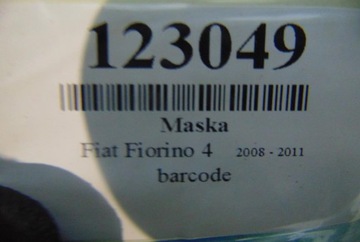 123049
Maska
Fiat Fiorino 4 2008 - 2011
barcode